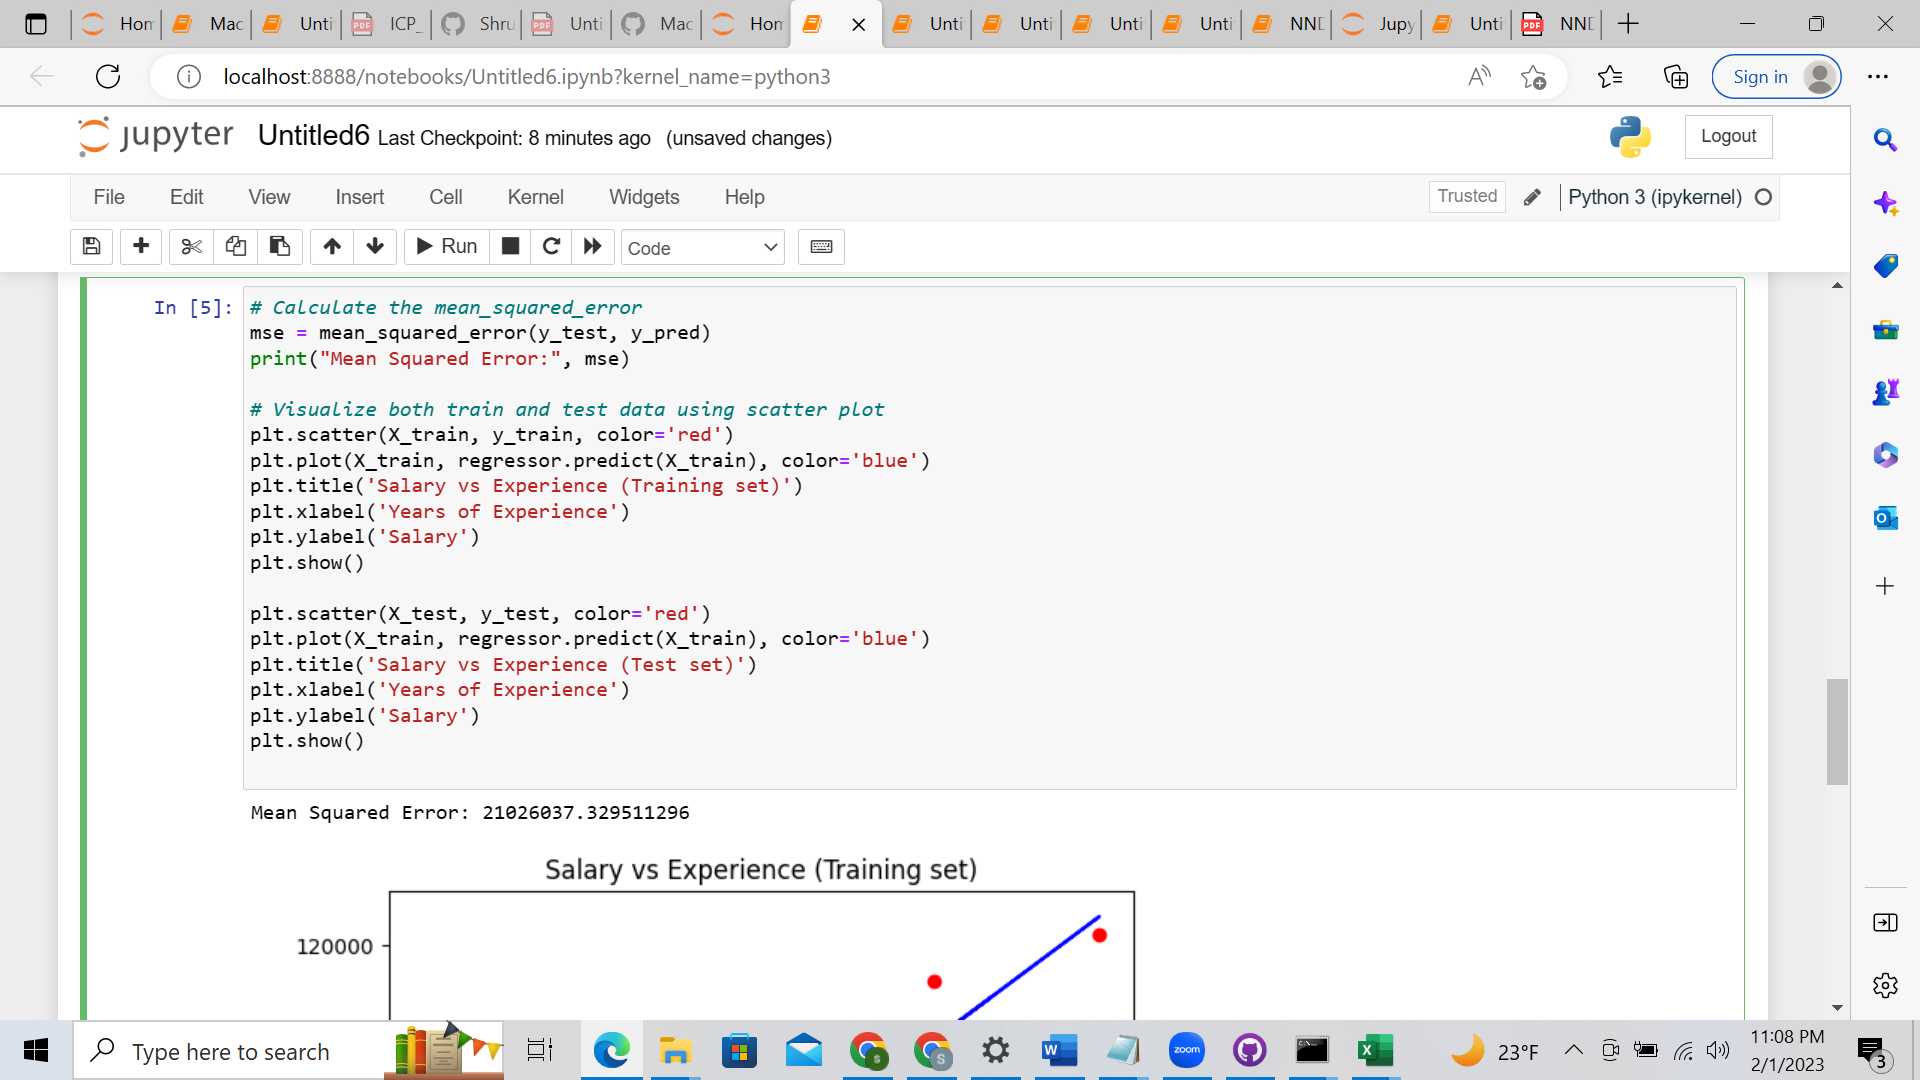 Hom
Mac
Unti
ICP_
Shru
Unti
Mac
Hom
Unti
Unti
Unti
Unti
NND
Jupy
Unti
NND
localhost:8888/notebooks/Untitled6.ipynb?kernel_name=python3
Sign in
jupyter Untitled6 Last Checkpoint: 8 minutes ago (unsaved changes)
Logout
File Edit View Insert Cell Kernel Widgets Help
Trusted
Python 3 (ipykernel)
Run
Code
In [5]:
# Calculate the mean_squared_error
mse = mean_squared_error(y_test, y_pred)
print("Mean Squared Error:", mse)
# Visualize both train and test data using scatter plot
plt.scatter(X_train, y_train, color='red')
plt.plot(X_train, regressor.predict(X_train), color='blue')
plt.title('Salary vs Experience (Training set)')
plt.xlabel('Years of Experience')
plt.ylabel('Salary')
plt.show()
plt.scatter(X_test, y_test, color='red')
plt.plot(X_train, regressor.predict(X_train), color='blue')
plt.title('Salary vs Experience (Test set)')
plt.xlabel('Years of Experience')
plt.ylabel('Salary')
plt.show()
Mean Squared Error: 21026037.329511296
Salary vs Experience (Training set)
120000
Type here to search
zoom
23°F
11:08 PM
2/1/2023
3